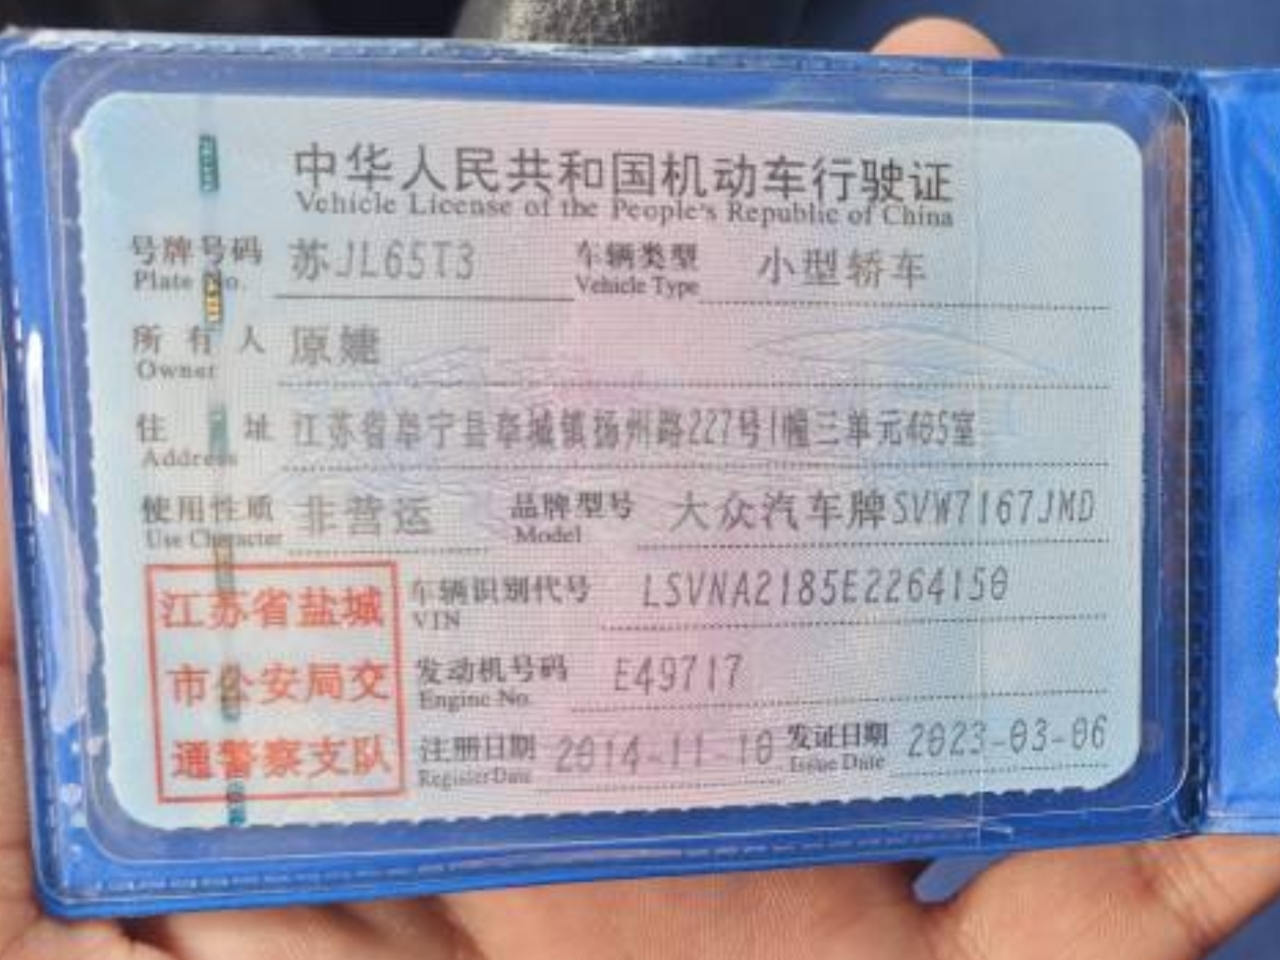 中华人民共和国机动车行驶证
Vehicle License of the People's Republic of China
号牌号码 苏JL65T3 车辆类型 小型轿车
Plate No. Vehicle Type
所有人 原婕
Owner
住址 江苏省阜宁县阜城镇扬州路227号1幢三单元405室
Address
使用性质 非营运 品牌型号 大众汽车牌SVW7167JMD
Use Character Model
江苏省盐城 车辆识别代号 LSVNA2185E2264150
VIN
市公安局交 发动机号码 E49717
Engine No.
通警察支队 注册日期 2014-11-10 发证日期 2023-03-06
Register Date Issue Date